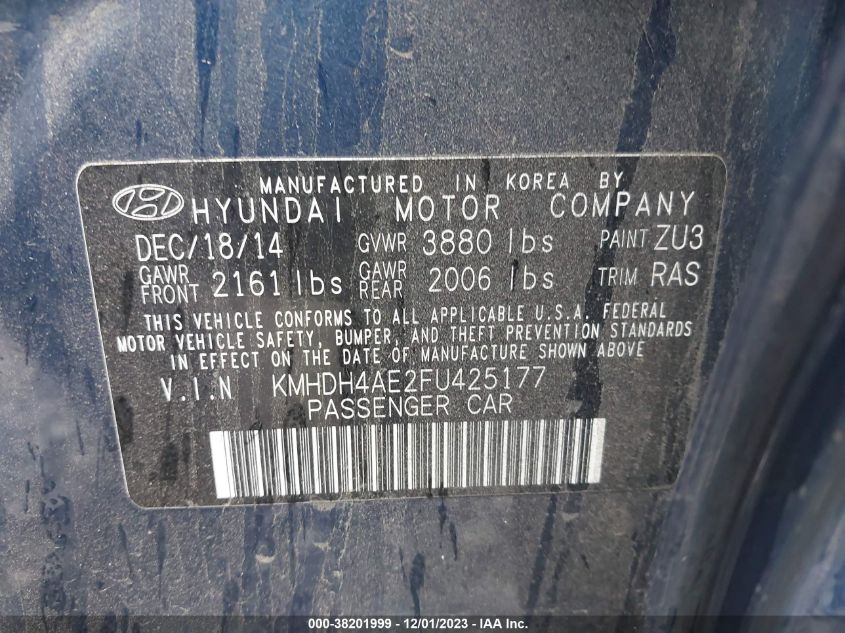 MANUFACTURED IN KOREA BY
HYUNDAI MOTOR COMPANY
DEC/18/14 GVWR 3880 lbs PAINT ZU3
GAWR FRONT 2161 lbs GAWR REAR 2006 lbs TRIM RAS
THIS VEHICLE CONFORMS TO ALL APPLICABLE U.S.A. FEDERAL
MOTOR VEHICLE SAFETY, BUMPER, AND THEFT PREVENTION STANDARDS
IN EFFECT ON THE DATE OF MANUFACTURE SHOWN ABOVE
V.I.N KMHDH4AE2FU425177
PASSENGER CAR
000-38201999 - 12/01/2023 - IAA Inc.